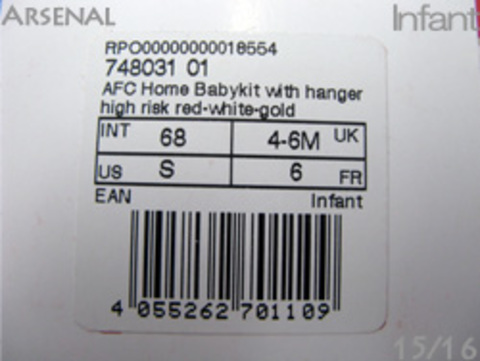 ARSENAL Infant
RPO00000000018554
748031 01
AFC Home Babykit with hanger
high risk red-white-gold
INT 68 4-6M UK
US S 6 FR
EAN Infant
4 055262 701109
15/16